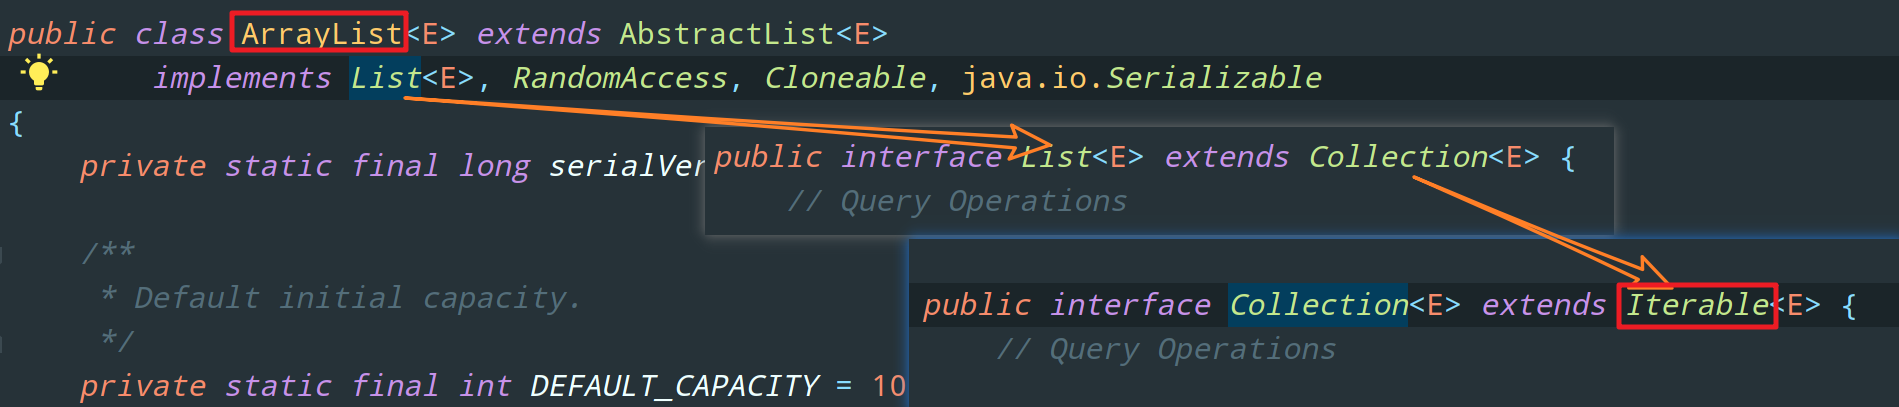 public class ArrayList<E> extends AbstractList<E>
implements List<E>, RandomAccess, Cloneable, java.io.Serializable
{
private static final long serialVer
public interface List<E> extends Collection<E> {
// Query Operations
/**
* Default initial capacity.
*/
private static final int DEFAULT_CAPACITY = 10
public interface Collection<E> extends Iterable<E> {
// Query Operations